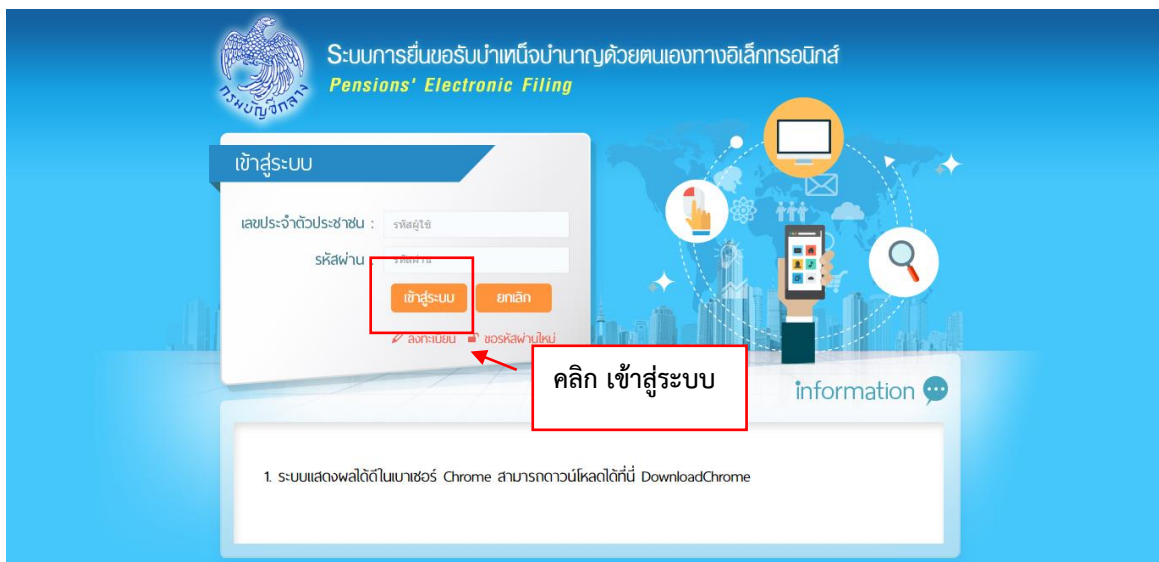 กรมบัญชีกลาง
ระบบการยื่นขอรับบำเหน็จบำนาญด้วยตนเองทางอิเล็กทรอนิกส์
Pensions' Electronic Filing
เข้าสู่ระบบ
เลขประจำตัวประชาชน : รหัสผู้ใช้
รหัสผ่าน : รหัสผ่าน
เข้าสู่ระบบ ยกเลิก
ลงทะเบียน ขอรหัสผ่านใหม่
คลิก เข้าสู่ระบบ
information
1. ระบบแสดงผลได้ดีในเบาเซอร์ Chrome สามารถดาวน์โหลดได้ที่นี่ DownloadChrome